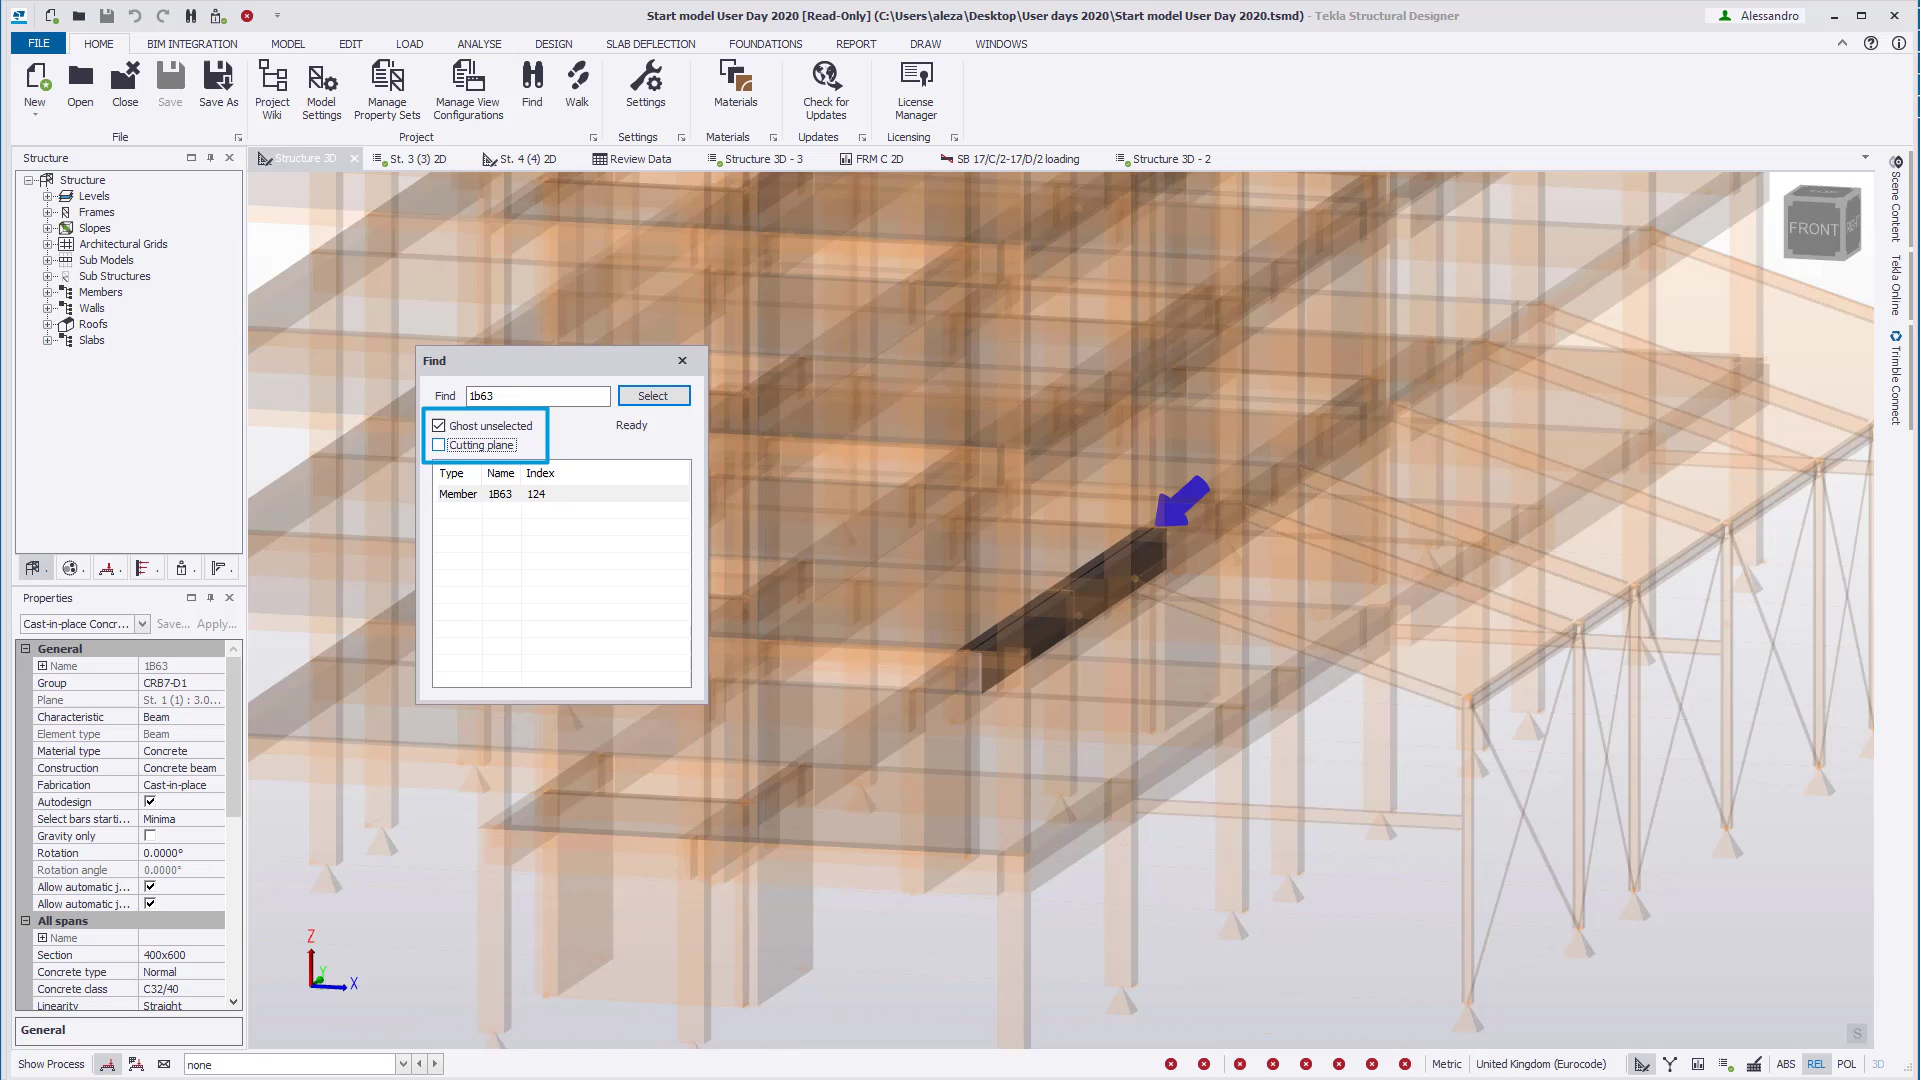 Start model User Day 2020 [Read-Only] (C:\Users\aleza\Desktop\User days 2020\Start model User Day 2020.tsmd) - Tekla Structural Designer
Alessandro
FILE HOME BIM INTEGRATION MODEL EDIT LOAD ANALYSE DESIGN SLAB DEFLECTION FOUNDATIONS REPORT DRAW WINDOWS
New Open Close Save Save As Project Wiki Model Settings Manage Property Sets Manage View Configurations Find Walk Settings Materials Check for Updates License Manager
File Project Settings Materials Updates Licensing
Structure
Structure 3D St. 3 (3) 2D St. 4 (4) 2D Review Data Structure 3D - 3 FRM C 2D SB 17/C/2-17/D/2 loading Structure 3D - 2
Structure
Levels
Frames
Slopes
Architectural Grids
Sub Models
Sub Structures
Members
Walls
Roofs
Slabs
Find
Find 1b63 Select
Ghost unselected Ready
Cutting plane
Type Name Index
Member 1B63 124
TOP
FRONT
RIGHT
Scene Content
Tekla Online
Trimble Connect
Properties
Cast-in-place Concr... Save... Apply...
General
Name 1B63
Group CRB7-D1
Plane St. 1 (1) : 3.0...
Characteristic Beam
Element type Beam
Material type Concrete
Construction Concrete beam
Fabrication Cast-in-place
Autodesign
Select bars starti... Minima
Gravity only
Rotation 0.0000°
Rotation angle 0.0000°
Allow automatic j...
Allow automatic j...
All spans
Name
Section 400x600
Concrete type Normal
Concrete class C32/40
Linearity Straight
General
Z
Y
X
S
Show Process none Metric United Kingdom (Eurocode) ABS REL POL 3D